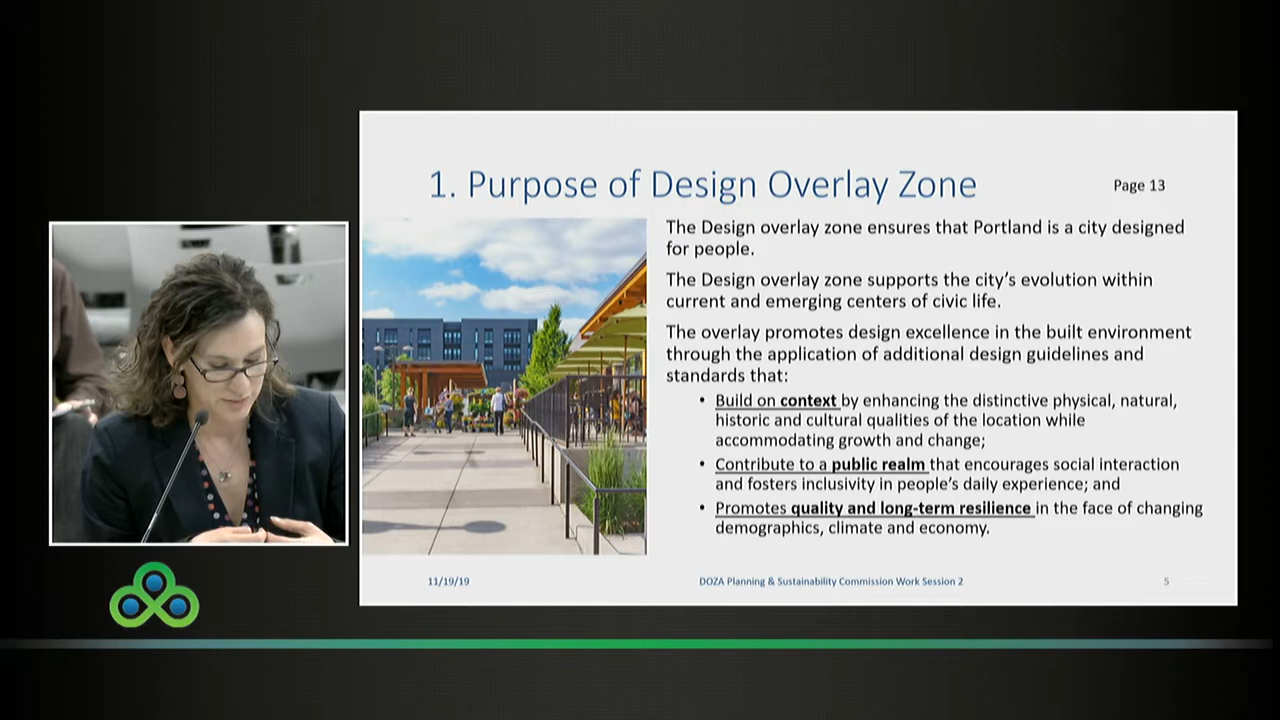 1. Purpose of Design Overlay Zone
Page 13
The Design overlay zone ensures that Portland is a city designed
for people.
The Design overlay zone supports the city's evolution within
current and emerging centers of civic life.
The overlay promotes design excellence in the built environment
through the application of additional design guidelines and
standards that:
• Build on context by enhancing the distinctive physical, natural,
historic and cultural qualities of the location while
accommodating growth and change;
• Contribute to a public realm that encourages social interaction
and fosters inclusivity in people's daily experience; and
• Promotes quality and long-term resilience in the face of changing
demographics, climate and economy.
11/19/19
DOZA Planning & Sustainability Commission Work Session 2
5